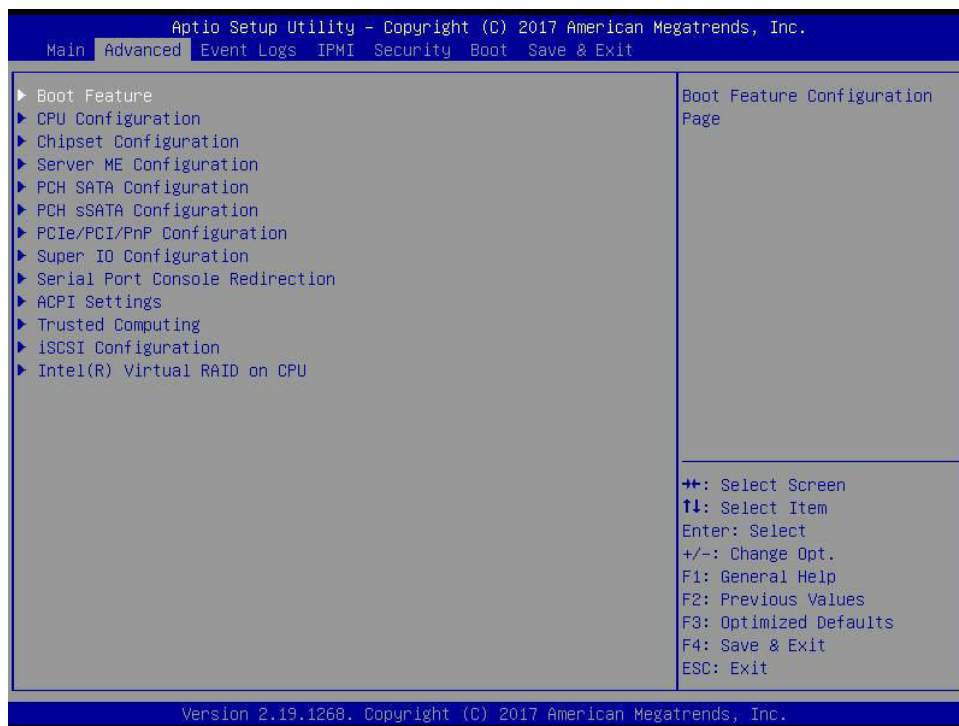 Aptio Setup Utility – Copyright (C) 2017 American Megatrends, Inc.
Main Advanced Event Logs IPMI Security Boot Save & Exit
Boot Feature
CPU Configuration
Chipset Configuration
Server ME Configuration
PCH SATA Configuration
PCH sSATA Configuration
PCIe/PCI/PnP Configuration
Super IO Configuration
Serial Port Console Redirection
ACPI Settings
Trusted Computing
iSCSI Configuration
Intel(R) Virtual RAID on CPU
Boot Feature Configuration
Page
→←: Select Screen
↑↓: Select Item
Enter: Select
+/-: Change Opt.
F1: General Help
F2: Previous Values
F3: Optimized Defaults
F4: Save & Exit
ESC: Exit
Version 2.19.1268. Copyright (C) 2017 American Megatrends, Inc.